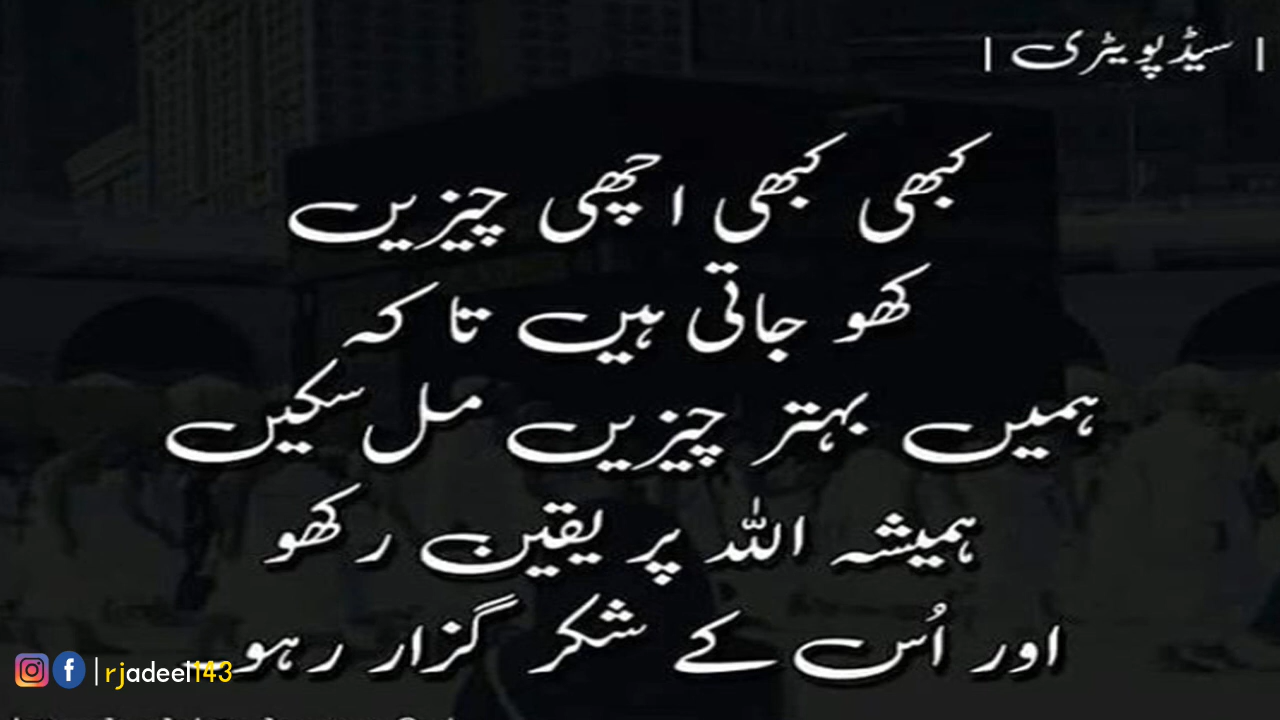 | سیڈ پویٹری |
کبھی کبھی اچھی چیزیں
کھو جاتی ہیں تا کہ
ہمیں بہتر چیزیں مل سکیں
ہمیشہ اللہ پر یقین رکھو
اور اُس کے شکر گزار رہو
| rjadeel143